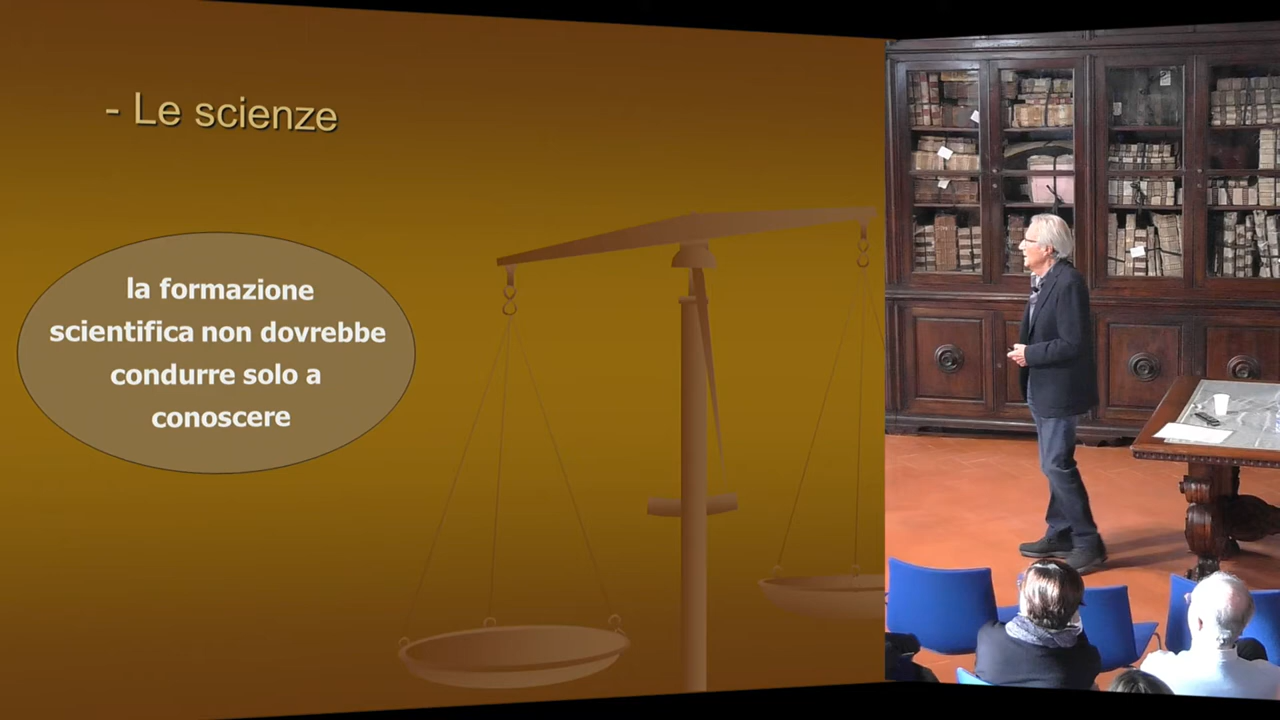 - Le scienze
la formazione
scientifica non dovrebbe
condurre solo a
conoscere